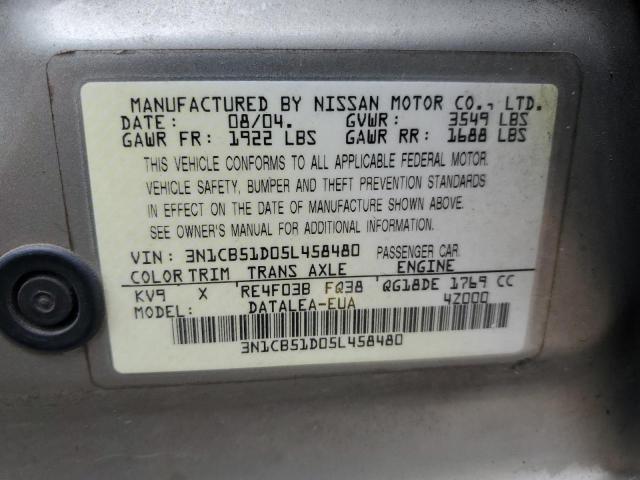 MANUFACTURED BY NISSAN MOTOR CO., LTD.
DATE: 08/04. GVWR: 3549 LBS
GAWR FR: 1922 LBS GAWR RR: 1688 LBS
THIS VEHICLE CONFORMS TO ALL APPLICABLE FEDERAL MOTOR
VEHICLE SAFETY, BUMPER AND THEFT PREVENTION STANDARDS
IN EFFECT ON THE DATE OF MANUFACTURE SHOWN ABOVE.
SEE OWNER'S MANUAL FOR ADDITIONAL INFORMATION
VIN: 3N1CB51D05L458480 PASSENGER CAR
COLOR TRIM TRANS AXLE ENGINE
KV9 X RE4F03B FQ38 QG18DE 1769 CC
MODEL: DATALEA-EUA 4Z000
3N1CB51D05L458480